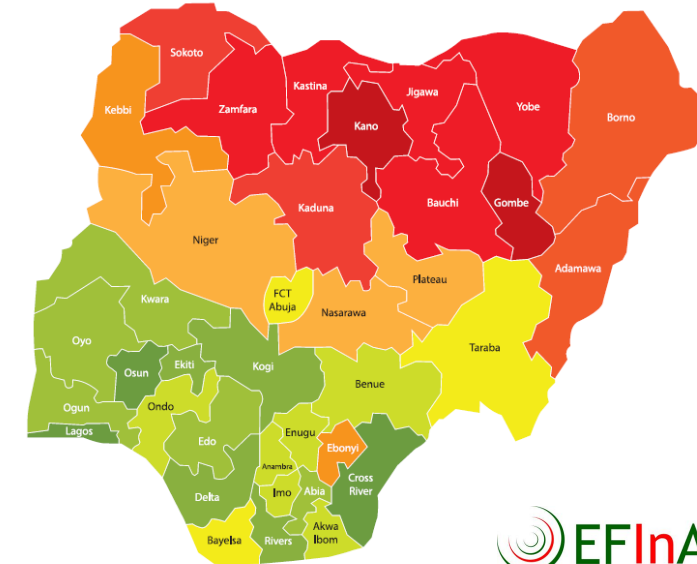 Sokoto
Kebbi
Zamfara
Kastina
Jigawa
Kano
Yobe
Borno
Kaduna
Bauchi
Gombe
Niger
Plateau
Adamawa
FCT
Abuja
Nasarawa
Kwara
Taraba
Oyo
Osun
Ekiti
Kogi
Benue
Ogun
Ondo
Lagos
Edo
Enugu
Ebonyi
Anambra
Cross
River
Delta
Imo
Abia
Bayelsa
Rivers
Akwa
Ibom
EFInA